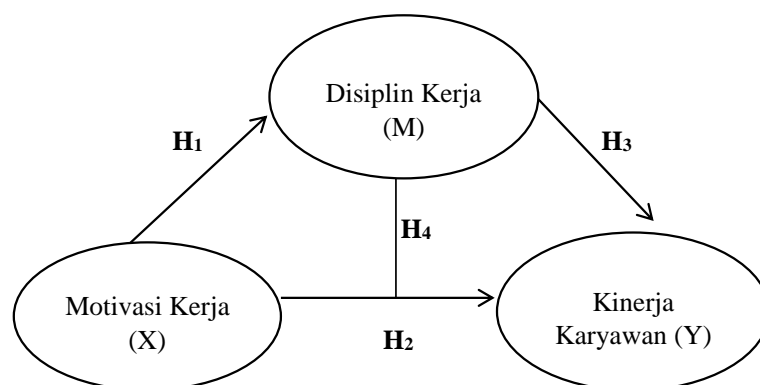 Disiplin Kerja
(M)
H1
H3
H4
Motivasi Kerja
(X)
Kinerja
Karyawan (Y)
H2